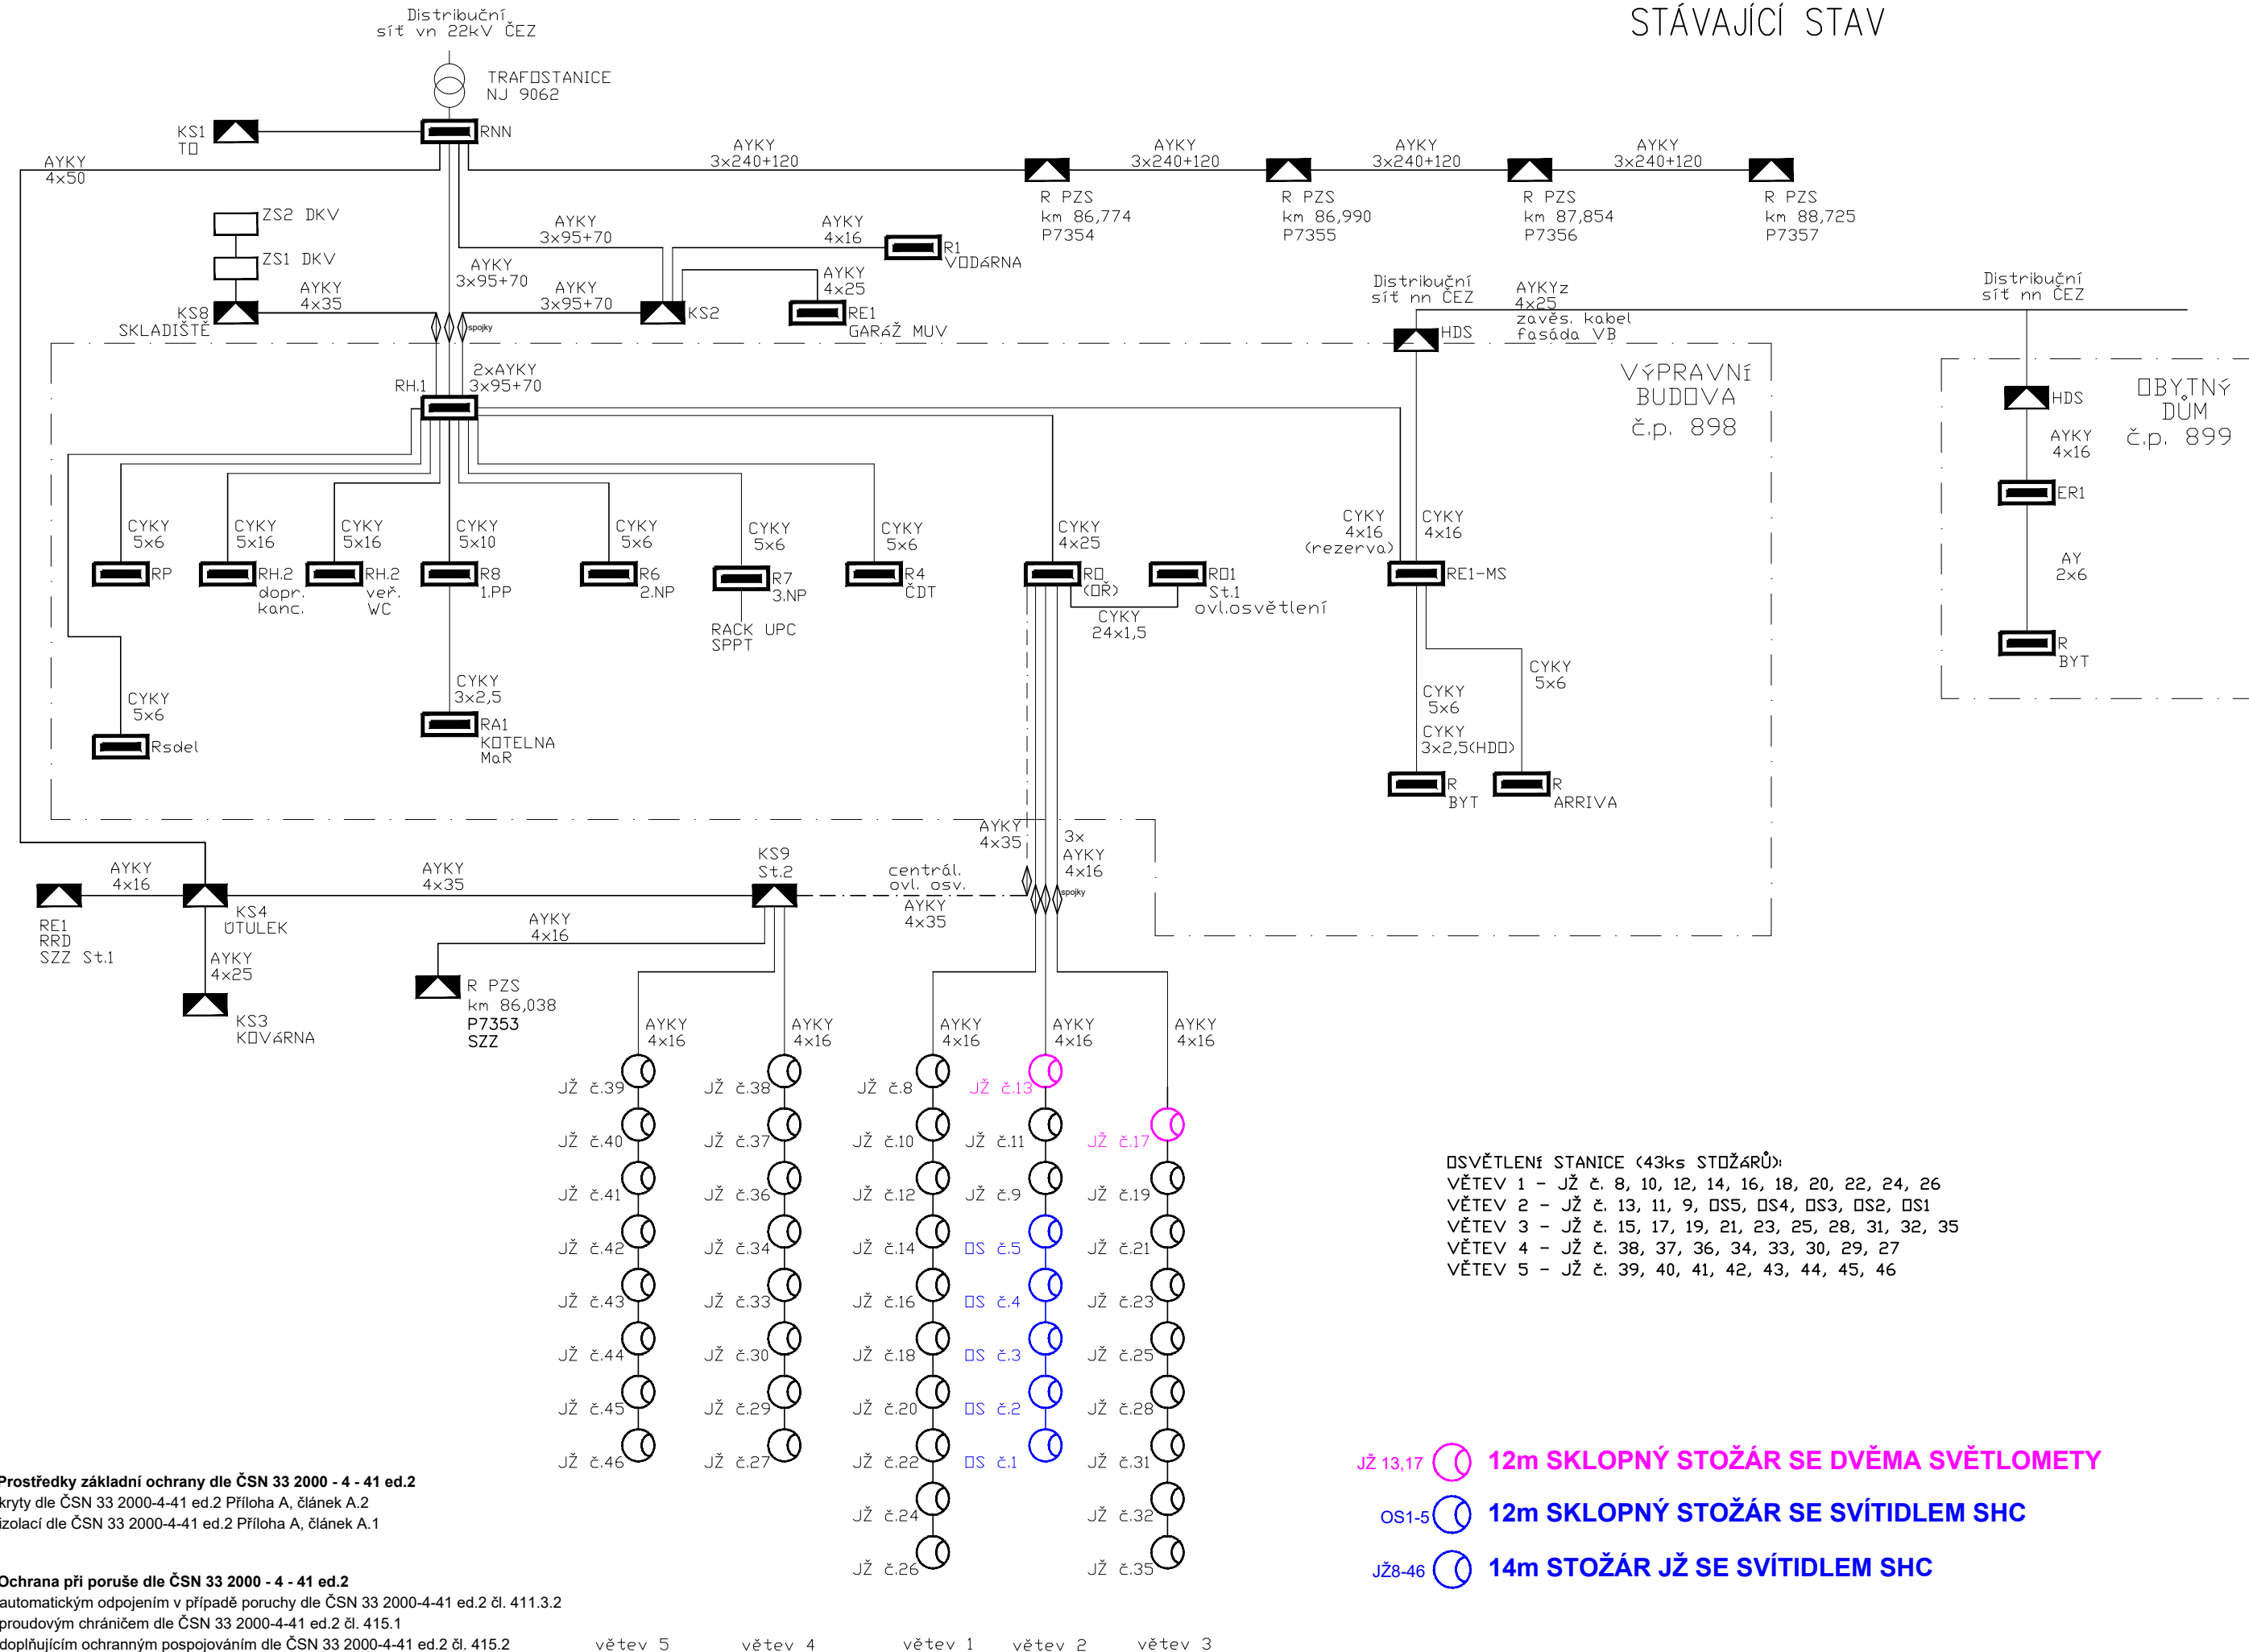 STÁVAJÍCÍ STAV
Distribuční
síť vn 22kV ČEZ
TRAFOSTANICE
NJ 9062
KS1
TO
RNN
AYKY
4x50
AYKY
3x240+120
AYKY
3x240+120
AYKY
3x240+120
AYKY
3x240+120
R PZS
km 86,774
P7354
R PZS
km 86,990
P7355
R PZS
km 87,854
P7356
R PZS
km 88,725
P7357
ZS2 DKV
ZS1 DKV
KS8
SKLADIŠTĚ
AYKY
4x35
AYKY
3x95+70
AYKY
3x95+70
AYKY
3x95+70
AYKY
4x16
R1
VODÁRNA
AYKY
4x25
KS2
RE1
GARÁŽ MUV
spojky
Distribuční
síť nn ČEZ
AYKYz
4x25
zavěs. kabel
fasáda VB
HDS
Distribuční
síť nn ČEZ
RH.1
2xAYKY
3x95+70
VÝPRAVNÍ
BUDOVA
č.p. 898
HDS
OBYTNÝ
DŮM
č.p. 899
AYKY
4x16
ER1
AY
2x6
R
BYT
CYKY
5x6
RP
CYKY
5x16
RH.2
dopr.
kanc.
CYKY
5x16
RH.2
veř.
WC
CYKY
5x10
R8
1.PP
CYKY
5x6
R6
2.NP
CYKY
5x6
R7
3.NP
RACK UPC
SPPT
CYKY
5x6
R4
ČDT
CYKY
4x25
RO
(OŘ)
RO1
St.1
ovl.osvětlení
CYKY
24x1,5
CYKY
4x16
(rezerva)
CYKY
4x16
RE1-MS
CYKY
5x6
Rsdel
CYKY
3x2,5
RA1
KOTELNA
MaR
CYKY
5x6
CYKY
5x6
CYKY
3x2,5(HDO)
R
BYT
R
ARRIVA
AYKY
4x35
3x
AYKY
4x16
spojky
AYKY
4x16
RE1
RRD
SZZ St.1
KS4
ÚTULEK
AYKY
4x35
KS9
St.2
centrál.
ovl. osv.
AYKY
4x35
AYKY
4x25
KS3
KOVÁRNA
AYKY
4x16
R PZS
km 86,038
P7353
SZZ
AYKY
4x16
AYKY
4x16
AYKY
4x16
AYKY
4x16
AYKY
4x16
JŽ č.39
JŽ č.40
JŽ č.41
JŽ č.42
JŽ č.43
JŽ č.44
JŽ č.45
JŽ č.46
JŽ č.38
JŽ č.37
JŽ č.36
JŽ č.34
JŽ č.33
JŽ č.30
JŽ č.29
JŽ č.27
JŽ č.8
JŽ č.10
JŽ č.12
JŽ č.14
JŽ č.16
JŽ č.18
JŽ č.20
JŽ č.22
JŽ č.24
JŽ č.26
JŽ č.13
JŽ č.11
JŽ č.9
OS č.5
OS č.4
OS č.3
OS č.2
OS č.1
JŽ č.17
JŽ č.19
JŽ č.21
JŽ č.23
JŽ č.25
JŽ č.28
JŽ č.31
JŽ č.32
JŽ č.35
větev 5
větev 4
větev 1
větev 2
větev 3
OSVĚTLENÍ STANICE (43ks STOŽÁRŮ):
VĚTEV 1 - JŽ č. 8, 10, 12, 14, 16, 18, 20, 22, 24, 26
VĚTEV 2 - JŽ č. 13, 11, 9, OS5, OS4, OS3, OS2, OS1
VĚTEV 3 - JŽ č. 15, 17, 19, 21, 23, 25, 28, 31, 32, 35
VĚTEV 4 - JŽ č. 38, 37, 36, 34, 33, 30, 29, 27
VĚTEV 5 - JŽ č. 39, 40, 41, 42, 43, 44, 45, 46
JŽ 13,17 12m SKLOPNÝ STOŽÁR SE DVĚMA SVĚTLOMETY
OS1-5 12m SKLOPNÝ STOŽÁR SE SVÍTIDLEM SHC
JŽ8-46 14m STOŽÁR JŽ SE SVÍTIDLEM SHC
Prostředky základní ochrany dle ČSN 33 2000 - 4 - 41 ed.2
kryty dle ČSN 33 2000-4-41 ed.2 Příloha A, článek A.2
izolací dle ČSN 33 2000-4-41 ed.2 Příloha A, článek A.1
Ochrana při poruše dle ČSN 33 2000 - 4 - 41 ed.2
automatickým odpojením v případě poruchy dle ČSN 33 2000-4-41 ed.2 čl. 411.3.2
proudovým chráničem dle ČSN 33 2000-4-41 ed.2 čl. 415.1
doplňujícím ochranným pospojováním dle ČSN 33 2000-4-41 ed.2 čl. 415.2